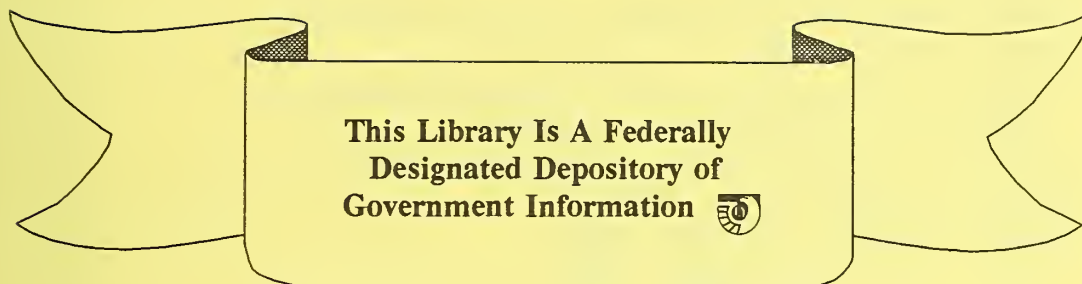 This Library Is A Federally
Designated Depository of
Government Information